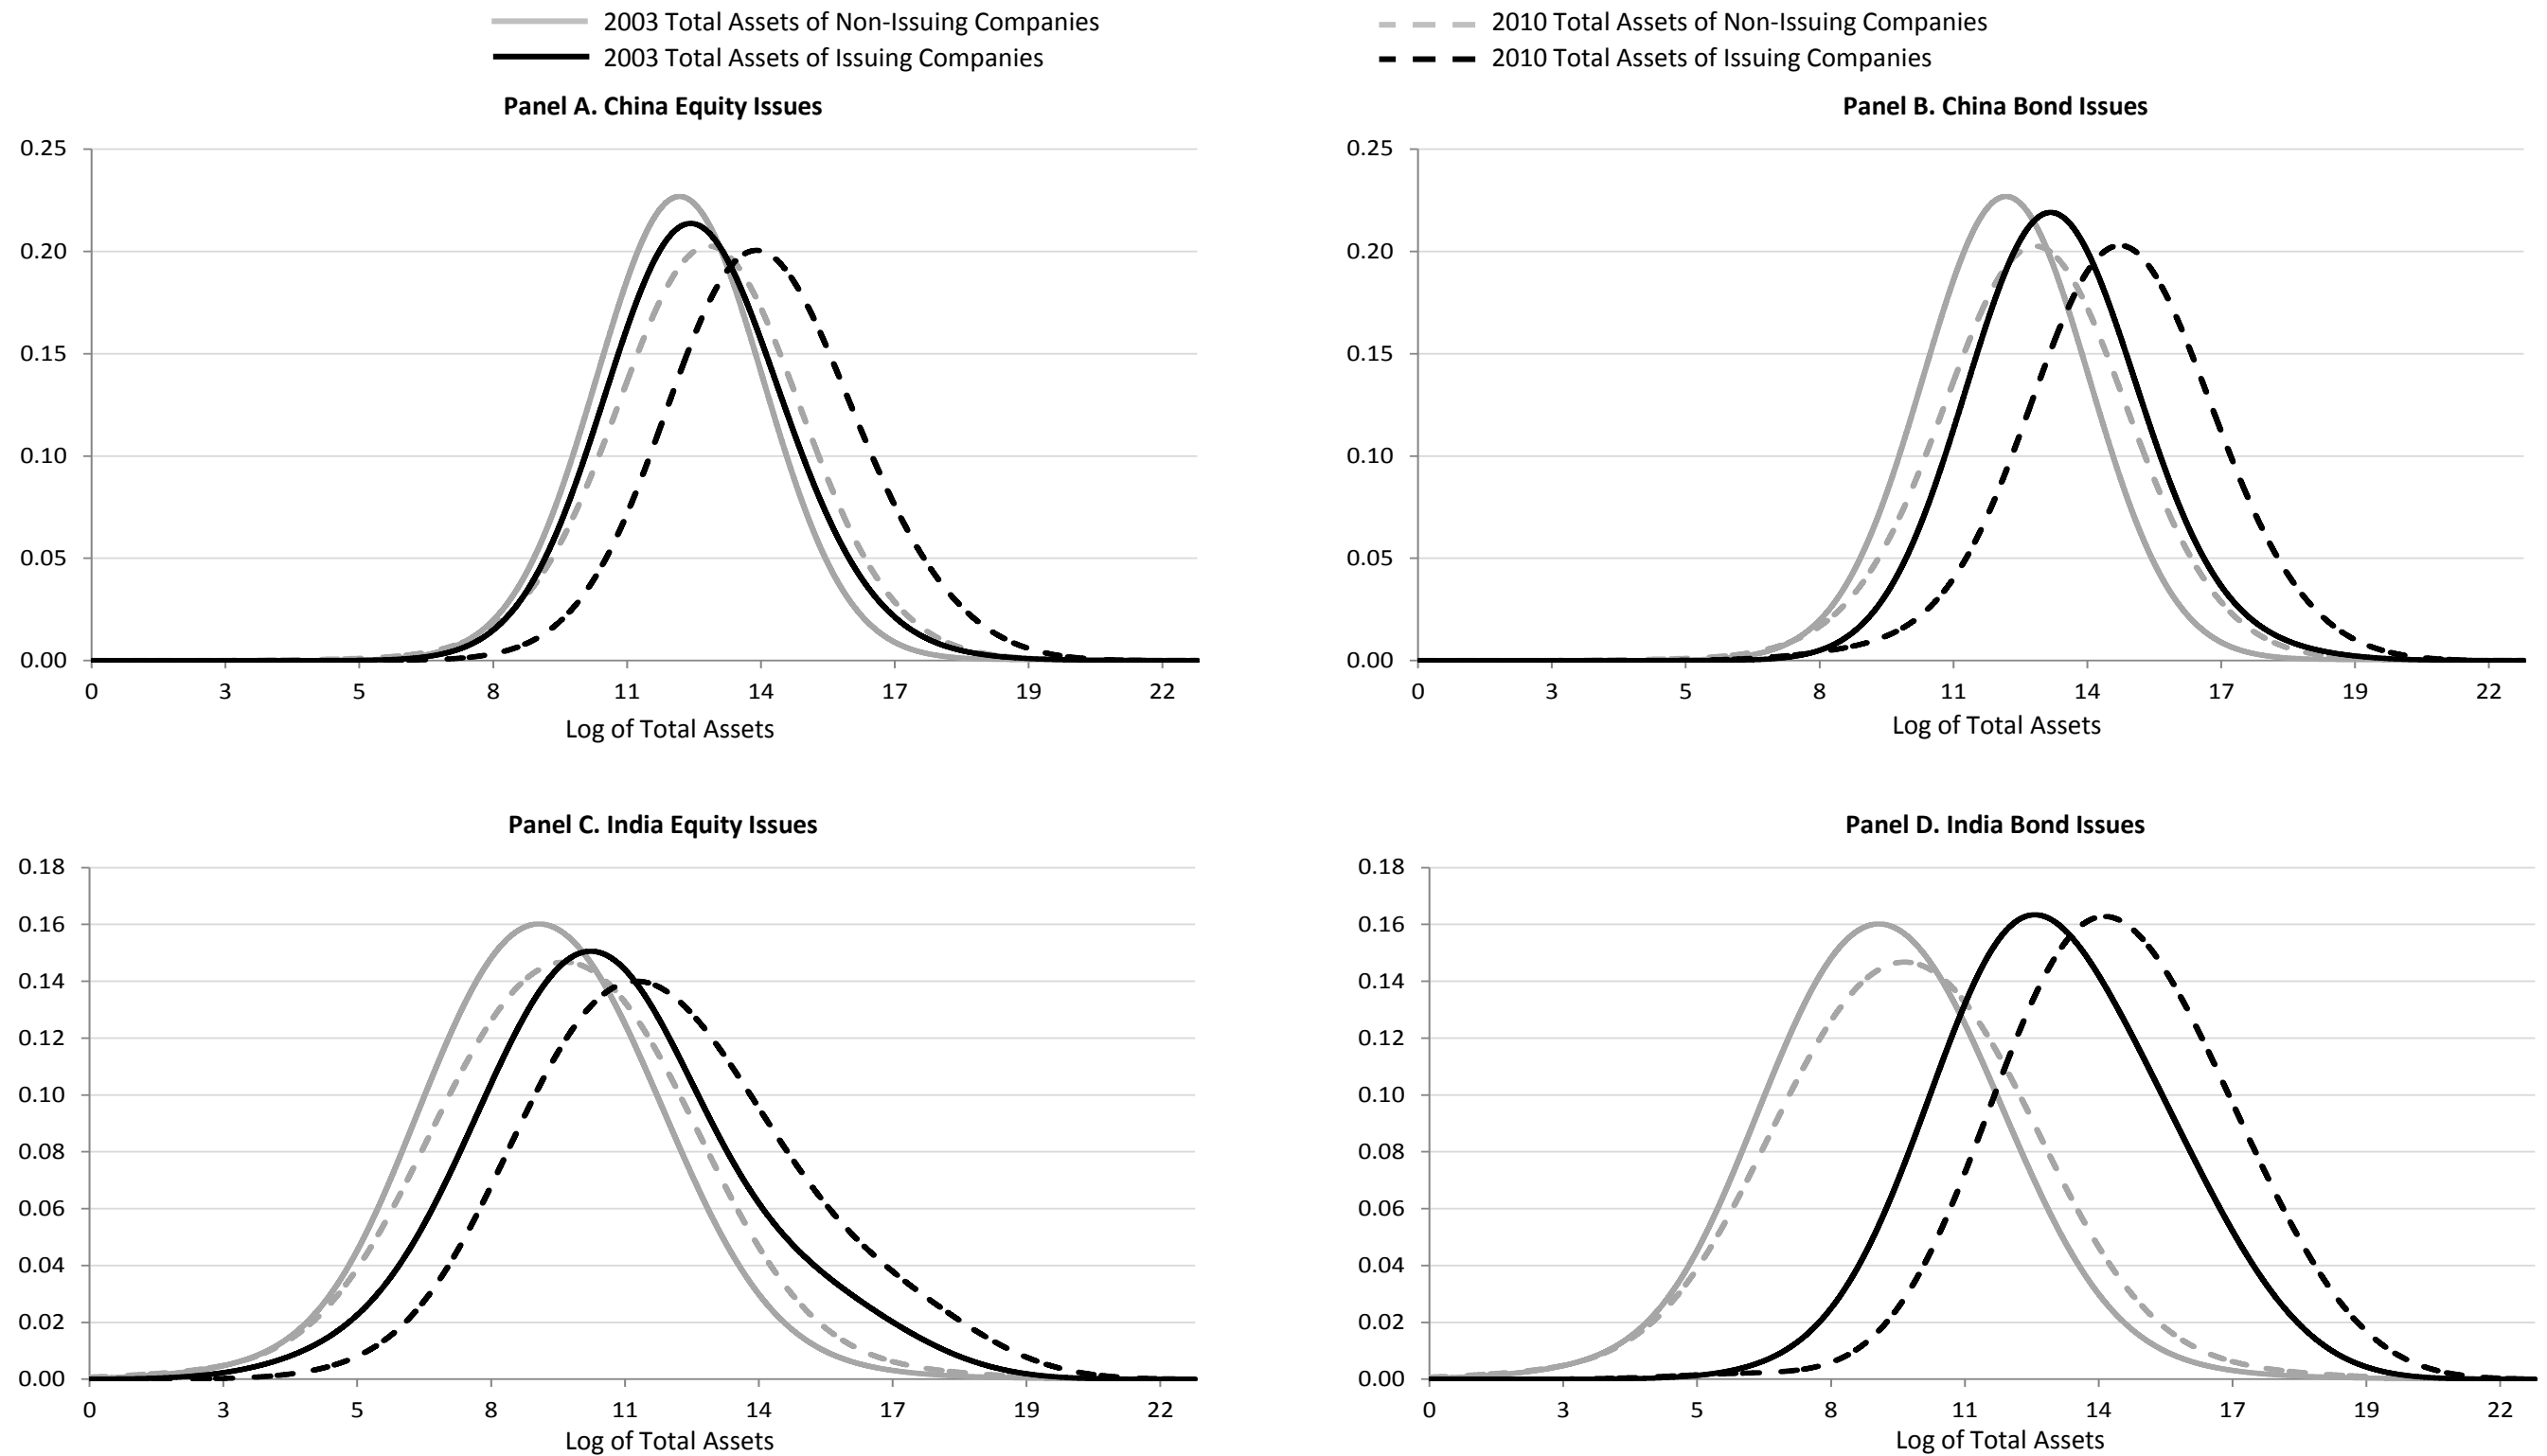 2003 Total Assets of Non-Issuing Companies
2010 Total Assets of Non-Issuing Companies
2003 Total Assets of Issuing Companies
2010 Total Assets of Issuing Companies
Panel A. China Equity Issues
0.25
0.20
0.15
0.10
0.05
0.00
0 3 5 8 11 14 17 19 22
Log of Total Assets
Panel B. China Bond Issues
0.25
0.20
0.15
0.10
0.05
0.00
0 3 5 8 11 14 17 19 22
Log of Total Assets
Panel C. India Equity Issues
0.18
0.16
0.14
0.12
0.10
0.08
0.06
0.04
0.02
0.00
0 3 5 8 11 14 17 19 22
Log of Total Assets
Panel D. India Bond Issues
0.18
0.16
0.14
0.12
0.10
0.08
0.06
0.04
0.02
0.00
0 3 5 8 11 14 17 19 22
Log of Total Assets